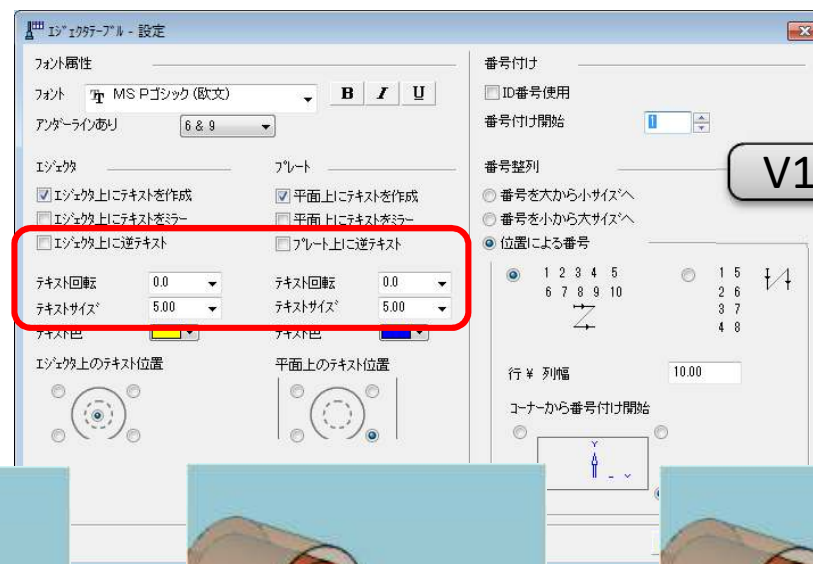 エジェクタテーブル - 設定
フォント属性
フォント MS Pゴシック (欧文) B I U
アンダーラインあり 6 & 9
エジェクタ
エジェクタ上にテキストを作成
エジェクタ上にテキストをミラー
エジェクタ上に逆テキスト
テキスト回転 0.0
テキストサイズ 5.00
テキスト色
エジェクタ上のテキスト位置
プレート
平面上にテキストを作成
平面上にテキストをミラー
プレート上に逆テキスト
テキスト回転 0.0
テキストサイズ 5.00
テキスト色
平面上のテキスト位置
番号付け
ID番号使用
番号付け開始 1
番号整列
V1
番号を大から小サイズへ
番号を小から大サイズへ
位置による番号
1 2 3 4 5
6 7 8 9 10
1 5
2 6
3 7
4 8
行 ¥ 列幅 10.00
コーナーから番号付け開始
Y